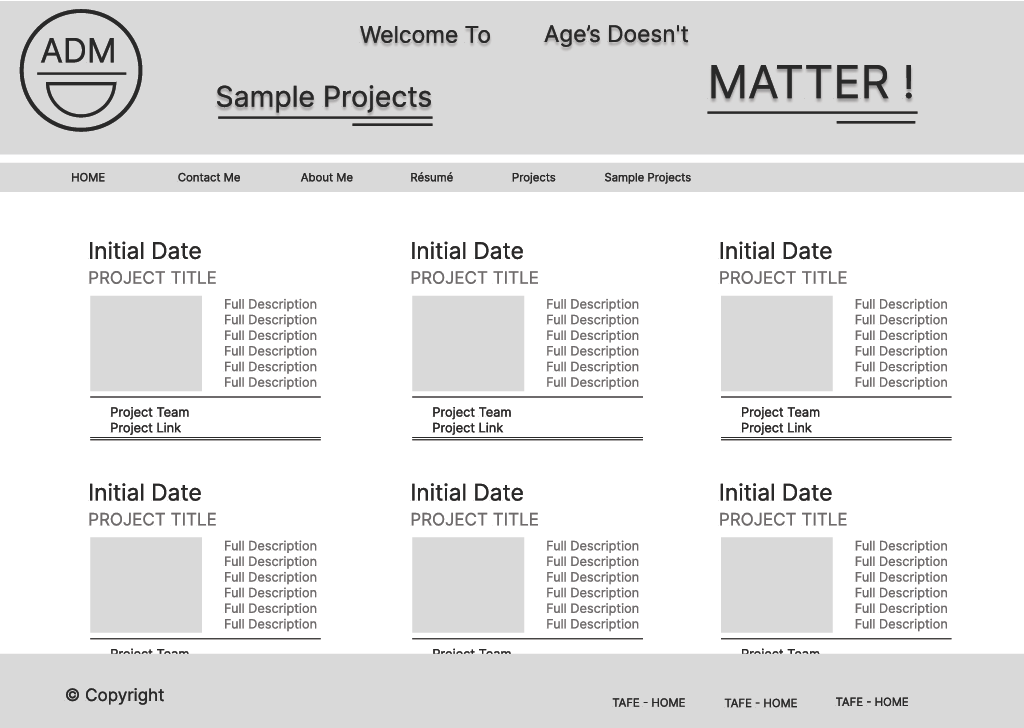 ADM
Welcome To
Age’s Doesn't
Sample Projects
MATTER !
HOME
Contact Me
About Me
Résumé
Projects
Sample Projects
Initial Date
PROJECT TITLE
Full Description
Full Description
Full Description
Full Description
Full Description
Full Description
Project Team
Project Link
Initial Date
PROJECT TITLE
Full Description
Full Description
Full Description
Full Description
Full Description
Full Description
Project Team
Project Link
Initial Date
PROJECT TITLE
Full Description
Full Description
Full Description
Full Description
Full Description
Full Description
Project Team
Project Link
Initial Date
PROJECT TITLE
Full Description
Full Description
Full Description
Full Description
Full Description
Full Description
Project Team
Initial Date
PROJECT TITLE
Full Description
Full Description
Full Description
Full Description
Full Description
Full Description
Project Team
Initial Date
PROJECT TITLE
Full Description
Full Description
Full Description
Full Description
Full Description
Full Description
Project Team
© Copyright
TAFE - HOME
TAFE - HOME
TAFE - HOME